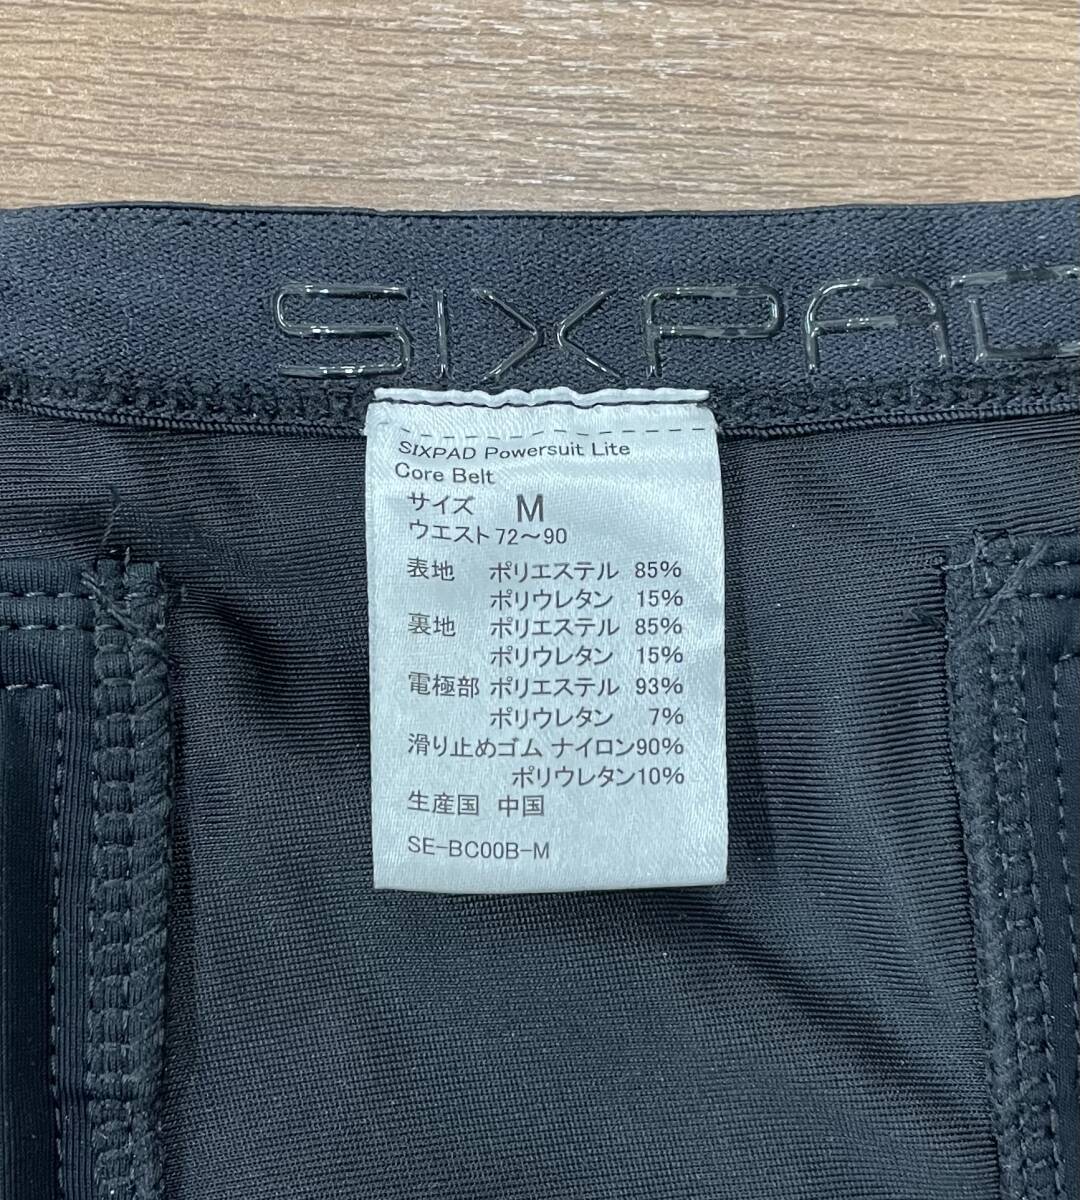 SIXPAD
SIXPAD Powersuit Lite
Core Belt
サイズ M
ウエスト72～90
表地 ポリエステル 85%
ポリウレタン 15%
裏地 ポリエステル 85%
ポリウレタン 15%
電極部 ポリエステル 93%
ポリウレタン 7%
滑り止めゴム ナイロン90%
ポリウレタン10%
生産国 中国
SE-BC00B-M